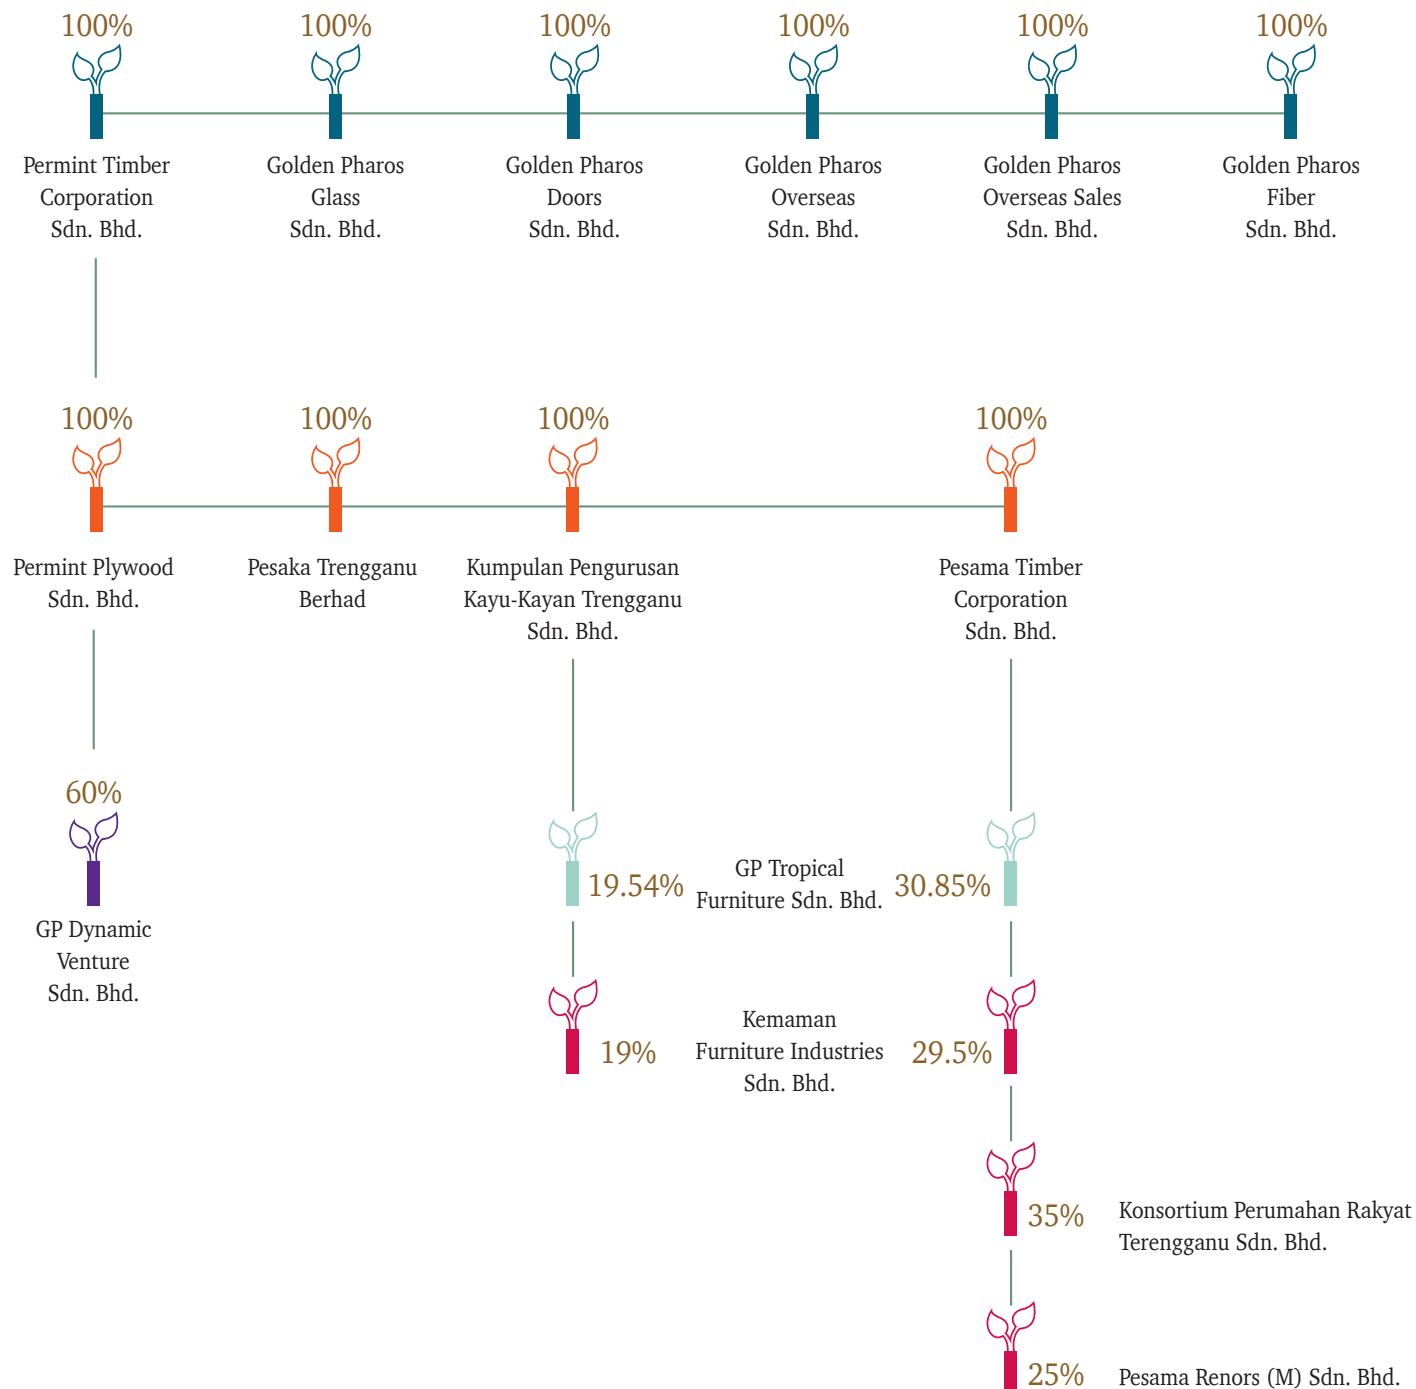 100%
100%
100%
100%
100%
100%
Permint Timber
Corporation
Sdn. Bhd.
Golden Pharos
Glass
Sdn. Bhd.
Golden Pharos
Doors
Sdn. Bhd.
Golden Pharos
Overseas
Sdn. Bhd.
Golden Pharos
Overseas Sales
Sdn. Bhd.
Golden Pharos
Fiber
Sdn. Bhd.
100%
100%
100%
100%
Permint Plywood
Sdn. Bhd.
Pesaka Trengganu
Berhad
Kumpulan Pengurusan
Kayu-Kayan Trengganu
Sdn. Bhd.
Pesama Timber
Corporation
Sdn. Bhd.
60%
GP Dynamic
Venture
Sdn. Bhd.
19.54%
GP Tropical
Furniture Sdn. Bhd.
30.85%
19%
Kemaman
Furniture Industries
Sdn. Bhd.
29.5%
35%
Konsortium Perumahan Rakyat
Terengganu Sdn. Bhd.
25%
Pesama Renors (M) Sdn. Bhd.